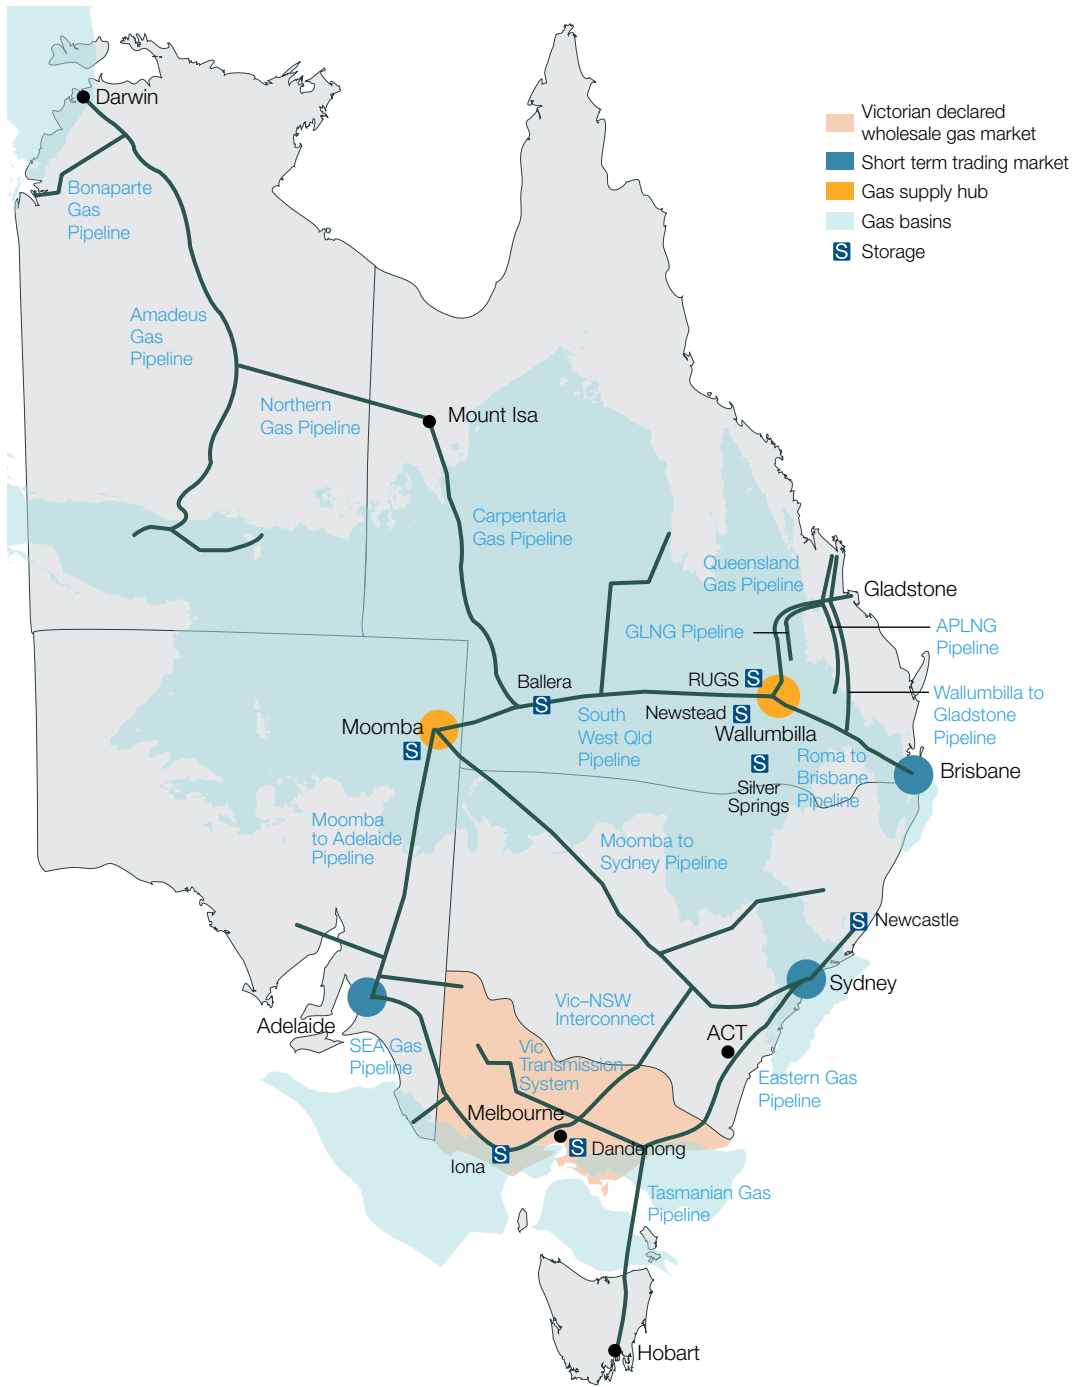 Victorian declared
wholesale gas market
Short term trading market
Gas supply hub
Gas basins
S Storage
Darwin
Bonaparte
Gas
Pipeline
Amadeus
Gas
Pipeline
Northern
Gas Pipeline
Mount Isa
Carpentaria
Gas Pipeline
Queensland
Gas Pipeline
Gladstone
GLNG Pipeline
APLNG
Pipeline
Ballera
S
RUGS S
Newstead S
Wallumbilla
Wallumbilla to
Gladstone
Pipeline
Moomba
S
South
West Qld
Pipeline
S
Silver
Springs
Roma to
Brisbane
Pipeline
Brisbane
Moomba
to Adelaide
Pipeline
Moomba to
Sydney Pipeline
S Newcastle
Sydney
Adelaide
Vic–NSW
Interconnect
ACT
SEA Gas
Pipeline
Vic
Transmission
System
Eastern Gas
Pipeline
Melbourne
S Dandenong
S
Iona
Tasmanian Gas
Pipeline
Hobart